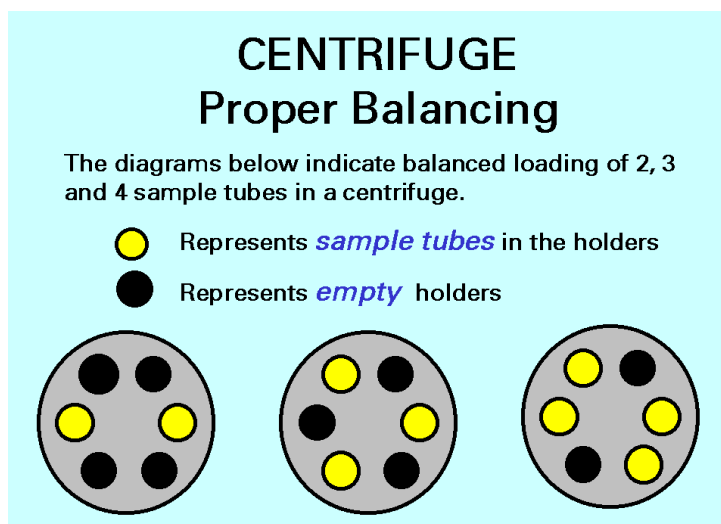 CENTRIFUGE
Proper Balancing
The diagrams below indicate balanced loading of 2, 3
and 4 sample tubes in a centrifuge.
Represents sample tubes in the holders
Represents empty holders